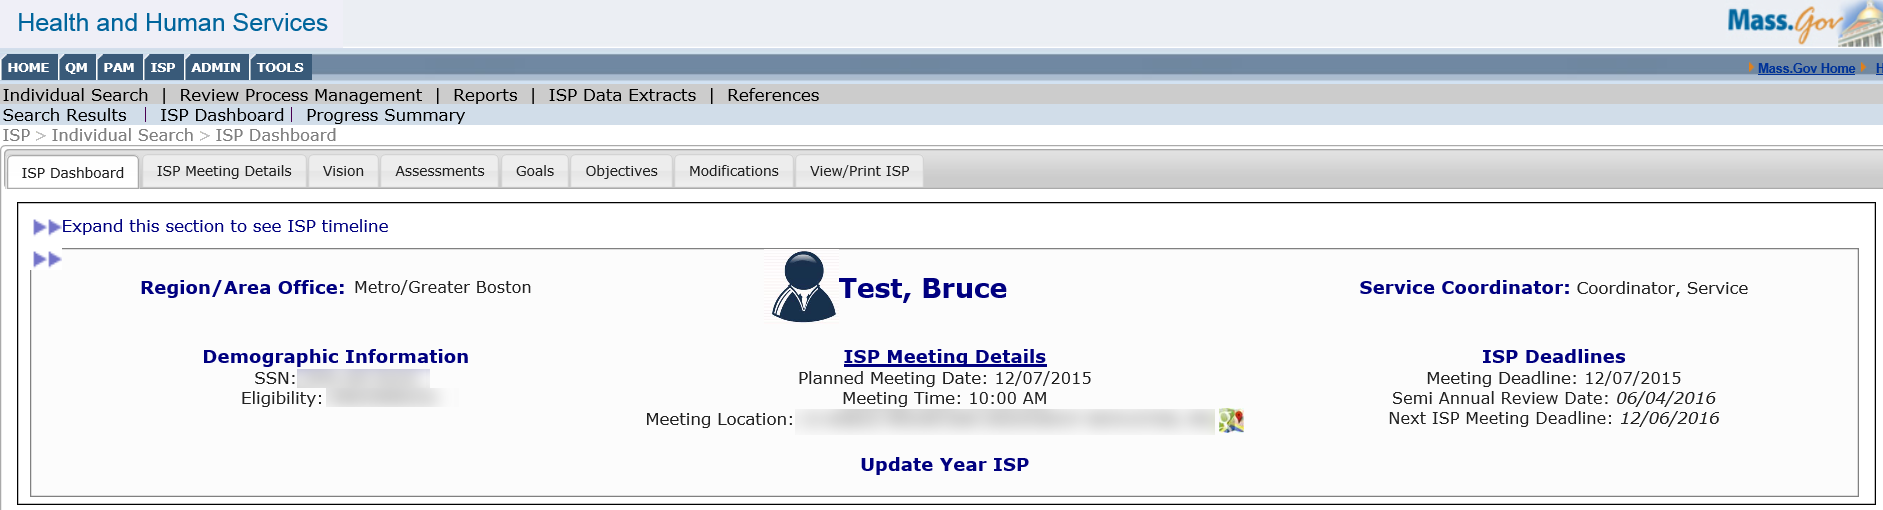 Health and Human Services
Mass.Gov
HOME QM PAM ISP ADMIN TOOLS
Mass.Gov Home H
Individual Search | Review Process Management | Reports | ISP Data Extracts | References
Search Results | ISP Dashboard | Progress Summary
ISP > Individual Search > ISP Dashboard
ISP Dashboard ISP Meeting Details Vision Assessments Goals Objectives Modifications View/Print ISP
Expand this section to see ISP timeline
Region/Area Office: Metro/Greater Boston
Test, Bruce
Service Coordinator: Coordinator, Service
Demographic Information
SSN:
Eligibility:
ISP Meeting Details
Planned Meeting Date: 12/07/2015
Meeting Time: 10:00 AM
Meeting Location:
Update Year ISP
ISP Deadlines
Meeting Deadline: 12/07/2015
Semi Annual Review Date: 06/04/2016
Next ISP Meeting Deadline: 12/06/2016